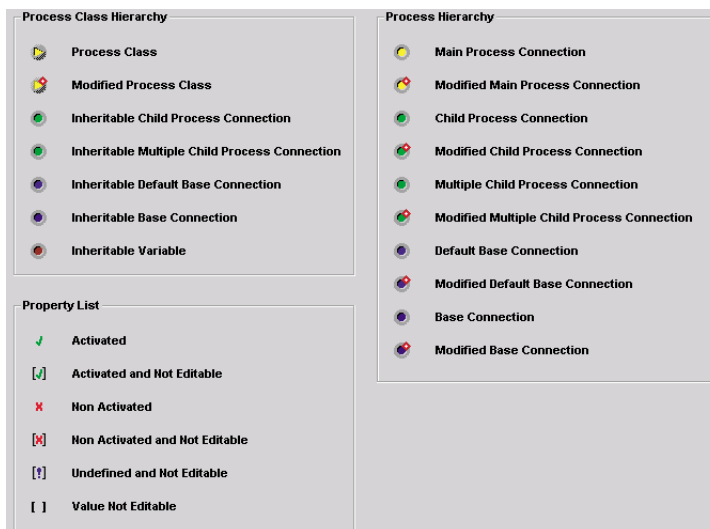 Process Class Hierarchy
Process Class
Modified Process Class
Inheritable Child Process Connection
Inheritable Multiple Child Process Connection
Inheritable Default Base Connection
Inheritable Base Connection
Inheritable Variable
Property List
Activated
[ ] Activated and Not Editable
Non Activated
[x] Non Activated and Not Editable
[!] Undefined and Not Editable
[ ] Value Not Editable
Process Hierarchy
Main Process Connection
Modified Main Process Connection
Child Process Connection
Modified Child Process Connection
Multiple Child Process Connection
Modified Multiple Child Process Connection
Default Base Connection
Modified Default Base Connection
Base Connection
Modified Base Connection